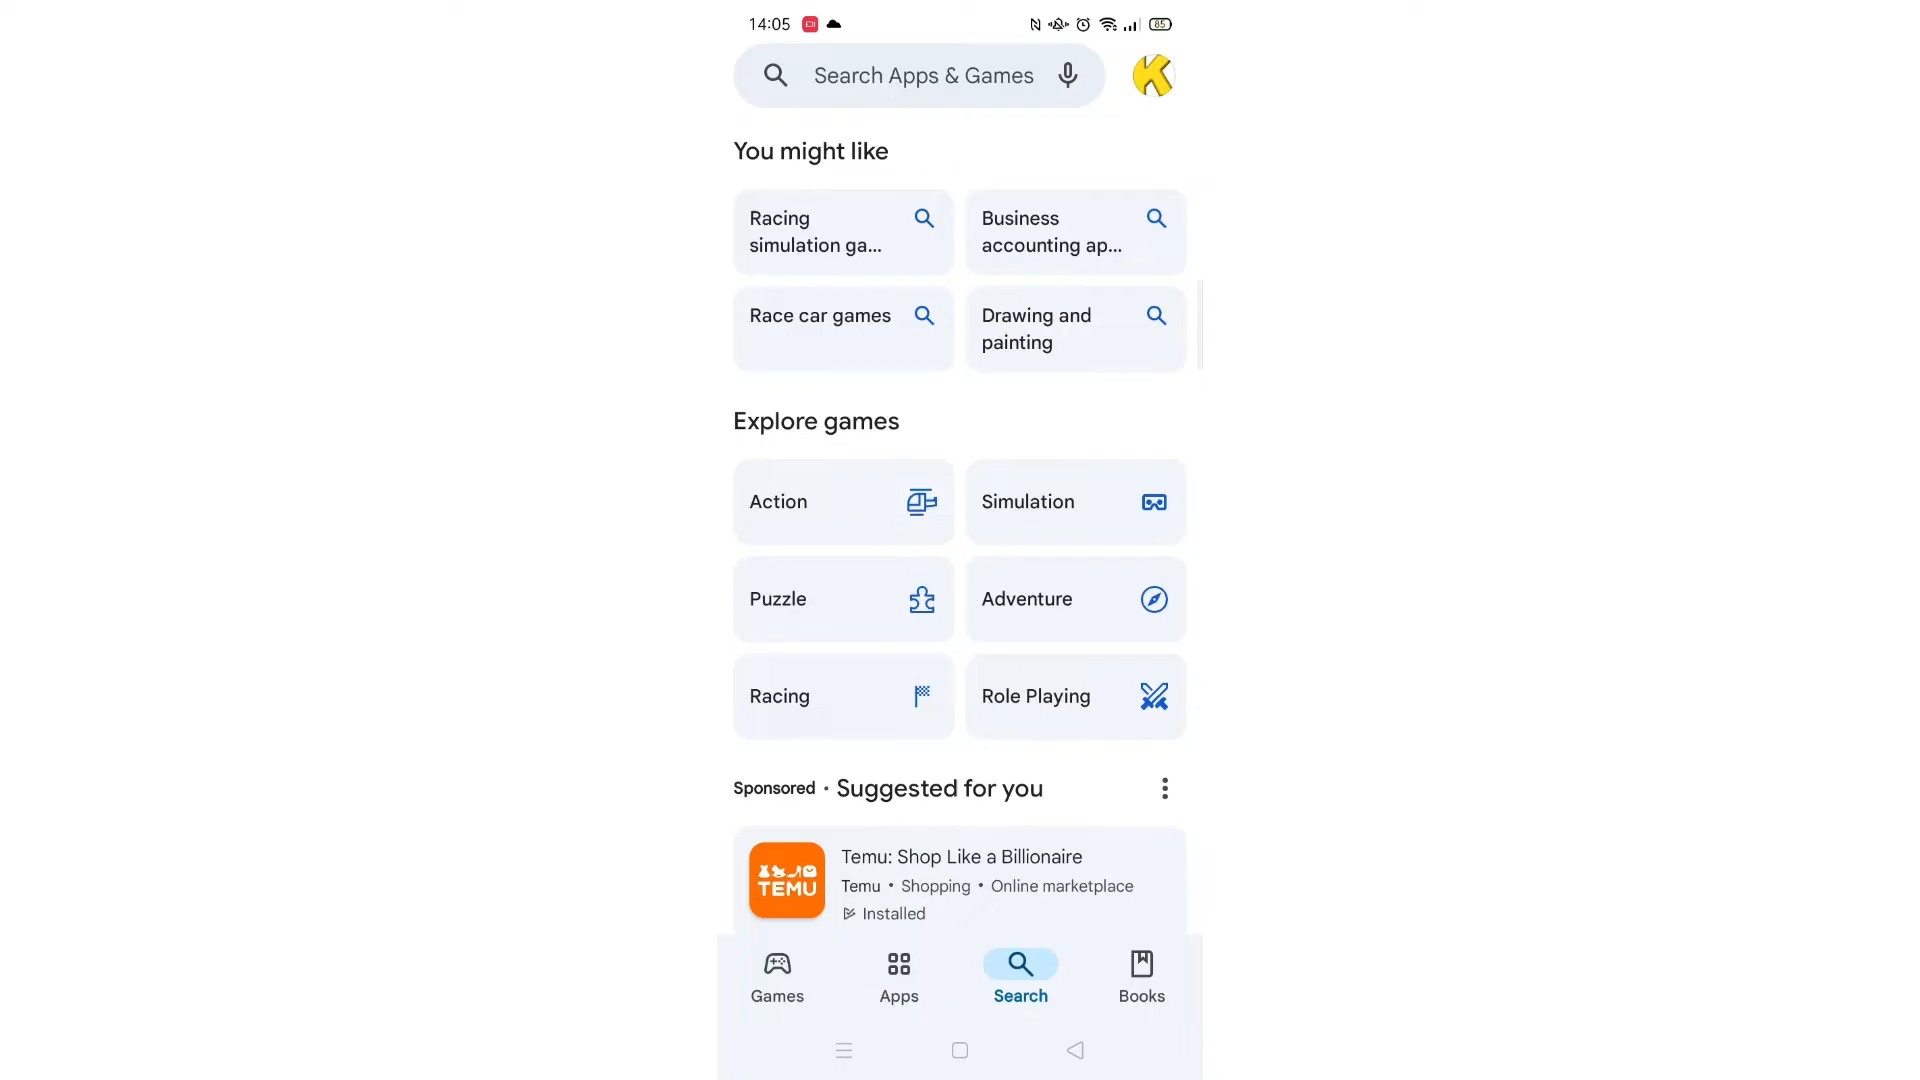 14:05
85
Search Apps & Games
You might like
Racing
simulation ga...
Business
accounting ap...
Race car games
Drawing and
painting
Explore games
Action
Simulation
Puzzle
Adventure
Racing
Role Playing
Sponsored • Suggested for you
TEMU
Temu: Shop Like a Billionaire
Temu • Shopping • Online marketplace
Installed
Games
Apps
Search
Books